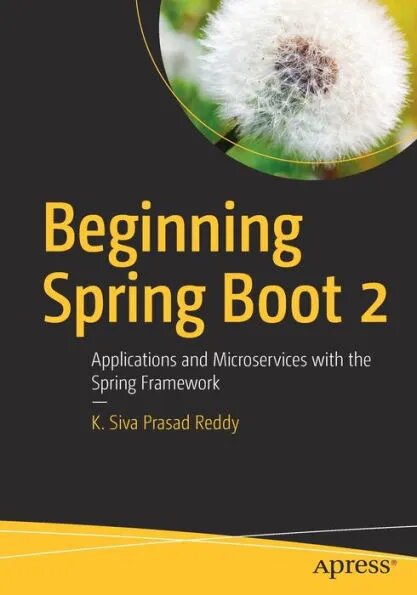 Beginning
Spring Boot 2
Applications and Microservices with the
Spring Framework
—
K. Siva Prasad Reddy
Apress®